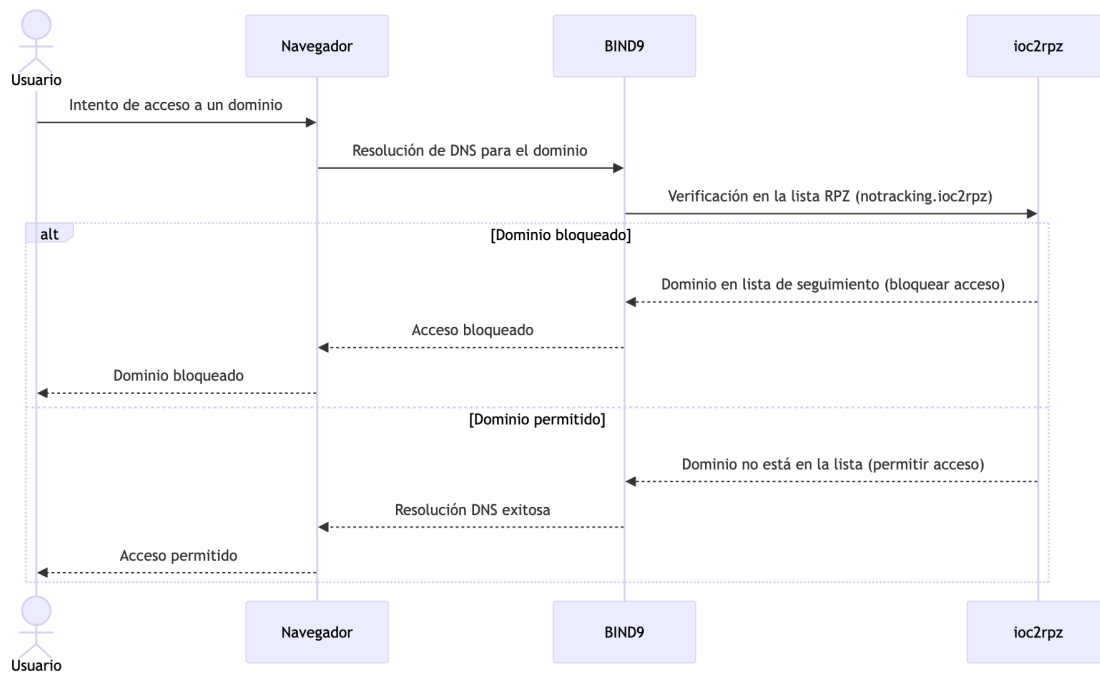 Navegador
BIND9
ioc2rpz
Usuario
Intento de acceso a un dominio
Resolución de DNS para el dominio
Verificación en la lista RPZ (notracking.ioc2rpz)
alt
[Dominio bloqueado]
Dominio en lista de seguimiento (bloquear acceso)
Acceso bloqueado
Dominio bloqueado
[Dominio permitido]
Dominio no está en la lista (permitir acceso)
Resolución DNS exitosa
Acceso permitido
Navegador
BIND9
ioc2rpz
Usuario